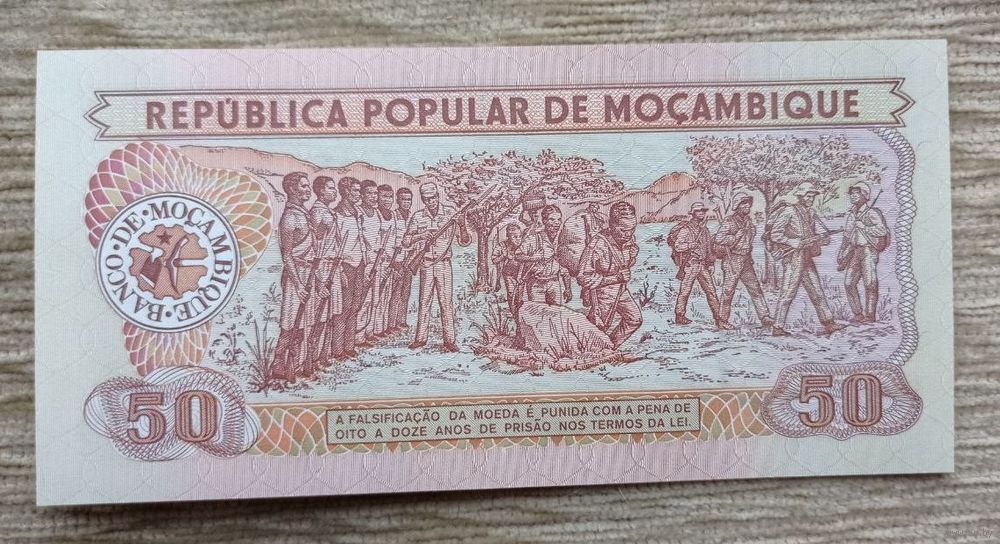 REPÚBLICA POPULAR DE MOÇAMBIQUE
BANCO·DE·MOÇAMBIQUE·
50
A FALSIFICAÇÃO DA MOEDA É PUNIDA COM A PENA DE
OITO A DOZE ANOS DE PRISÃO NOS TERMOS DA LEI.
50